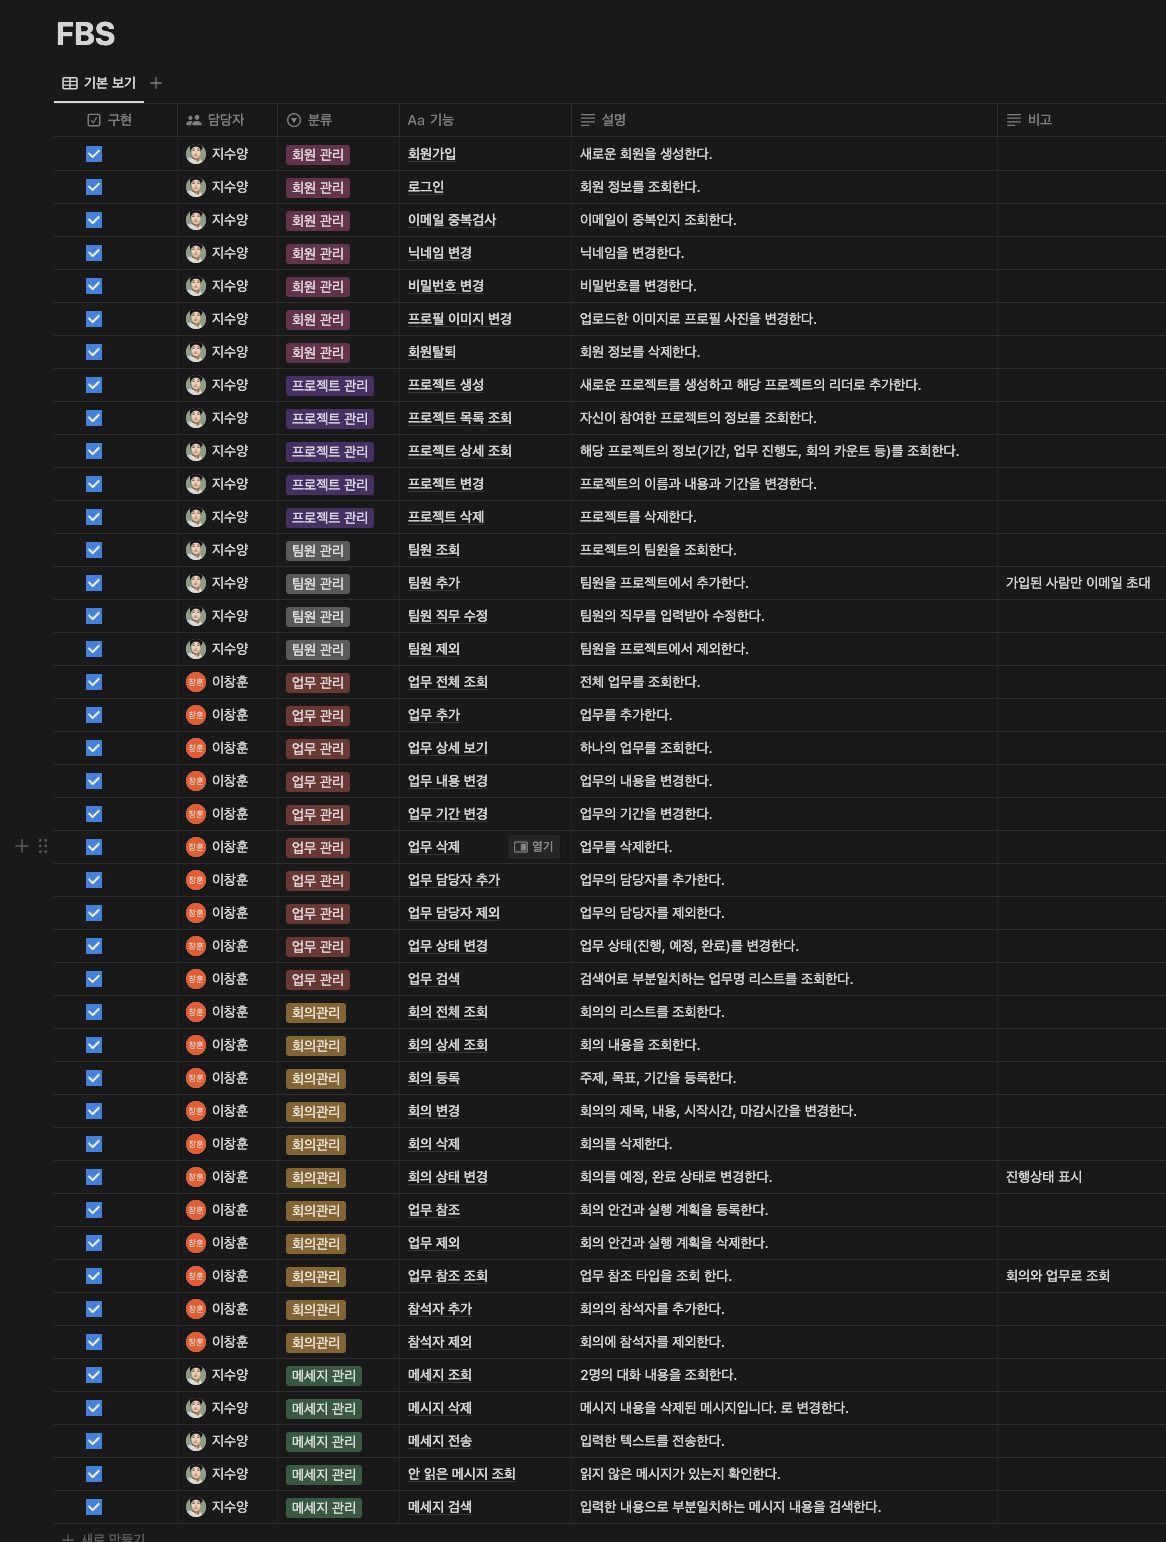 FBS
기본 보기
구현 담당자 분류 Aa 기능 설명 비고
지수양 회원 관리 회원가입 새로운 회원을 생성한다.
지수양 회원 관리 로그인 회원 정보를 조회한다.
지수양 회원 관리 이메일 중복검사 이메일이 중복인지 조회한다.
지수양 회원 관리 닉네임 변경 닉네임을 변경한다.
지수양 회원 관리 비밀번호 변경 비밀번호를 변경한다.
지수양 회원 관리 프로필 이미지 변경 업로드한 이미지로 프로필 사진을 변경한다.
지수양 회원 관리 회원탈퇴 회원 정보를 삭제한다.
지수양 프로젝트 관리 프로젝트 생성 새로운 프로젝트를 생성하고 해당 프로젝트의 리더로 추가한다.
지수양 프로젝트 관리 프로젝트 목록 조회 자신이 참여한 프로젝트의 정보를 조회한다.
지수양 프로젝트 관리 프로젝트 상세 조회 해당 프로젝트의 정보(기간, 업무 진행도, 회의 카운트 등)를 조회한다.
지수양 프로젝트 관리 프로젝트 변경 프로젝트의 이름과 내용과 기간을 변경한다.
지수양 프로젝트 관리 프로젝트 삭제 프로젝트를 삭제한다.
지수양 팀원 관리 팀원 조회 프로젝트의 팀원을 조회한다.
지수양 팀원 관리 팀원 추가 팀원을 프로젝트에서 추가한다. 가입된 사람만 이메일 초대
지수양 팀원 관리 팀원 직무 수정 팀원의 직무를 입력받아 수정한다.
지수양 팀원 관리 팀원 제외 팀원을 프로젝트에서 제외한다.
창훈 이창훈 업무 관리 업무 전체 조회 전체 업무를 조회한다.
창훈 이창훈 업무 관리 업무 추가 업무를 추가한다.
창훈 이창훈 업무 관리 업무 상세 보기 하나의 업무를 조회한다.
창훈 이창훈 업무 관리 업무 내용 변경 업무의 내용을 변경한다.
창훈 이창훈 업무 관리 업무 기간 변경 업무의 기간을 변경한다.
창훈 이창훈 업무 관리 업무 삭제 열기 업무를 삭제한다.
창훈 이창훈 업무 관리 업무 담당자 추가 업무의 담당자를 추가한다.
창훈 이창훈 업무 관리 업무 담당자 제외 업무의 담당자를 제외한다.
창훈 이창훈 업무 관리 업무 상태 변경 업무 상태(진행, 예정, 완료)를 변경한다.
창훈 이창훈 업무 관리 업무 검색 검색어로 부분일치하는 업무명 리스트를 조회한다.
창훈 이창훈 회의관리 회의 전체 조회 회의의 리스트를 조회한다.
창훈 이창훈 회의관리 회의 상세 조회 회의 내용을 조회한다.
창훈 이창훈 회의관리 회의 등록 주제, 목표, 기간을 등록한다.
창훈 이창훈 회의관리 회의 변경 회의의 제목, 내용, 시작시간, 마감시간을 변경한다.
창훈 이창훈 회의관리 회의 삭제 회의를 삭제한다.
창훈 이창훈 회의관리 회의 상태 변경 회의를 예정, 완료 상태로 변경한다. 진행상태 표시
창훈 이창훈 회의관리 업무 참조 회의 안건과 실행 계획을 등록한다.
창훈 이창훈 회의관리 업무 제외 회의 안건과 실행 계획을 삭제한다.
창훈 이창훈 회의관리 업무 참조 조회 업무 참조 타입을 조회 한다. 회의와 업무로 조회
창훈 이창훈 회의관리 참석자 추가 회의의 참석자를 추가한다.
창훈 이창훈 회의관리 참석자 제외 회의에 참석자를 제외한다.
지수양 메세지 관리 메세지 조회 2명의 대화 내용을 조회한다.
지수양 메세지 관리 메시지 삭제 메시지 내용을 삭제된 메시지입니다. 로 변경한다.
지수양 메세지 관리 메세지 전송 입력한 텍스트를 전송한다.
지수양 메세지 관리 안 읽은 메시지 조회 읽지 않은 메시지가 있는지 확인한다.
지수양 메세지 관리 메세지 검색 입력한 내용으로 부분일치하는 메시지 내용을 검색한다.
새로 만들기